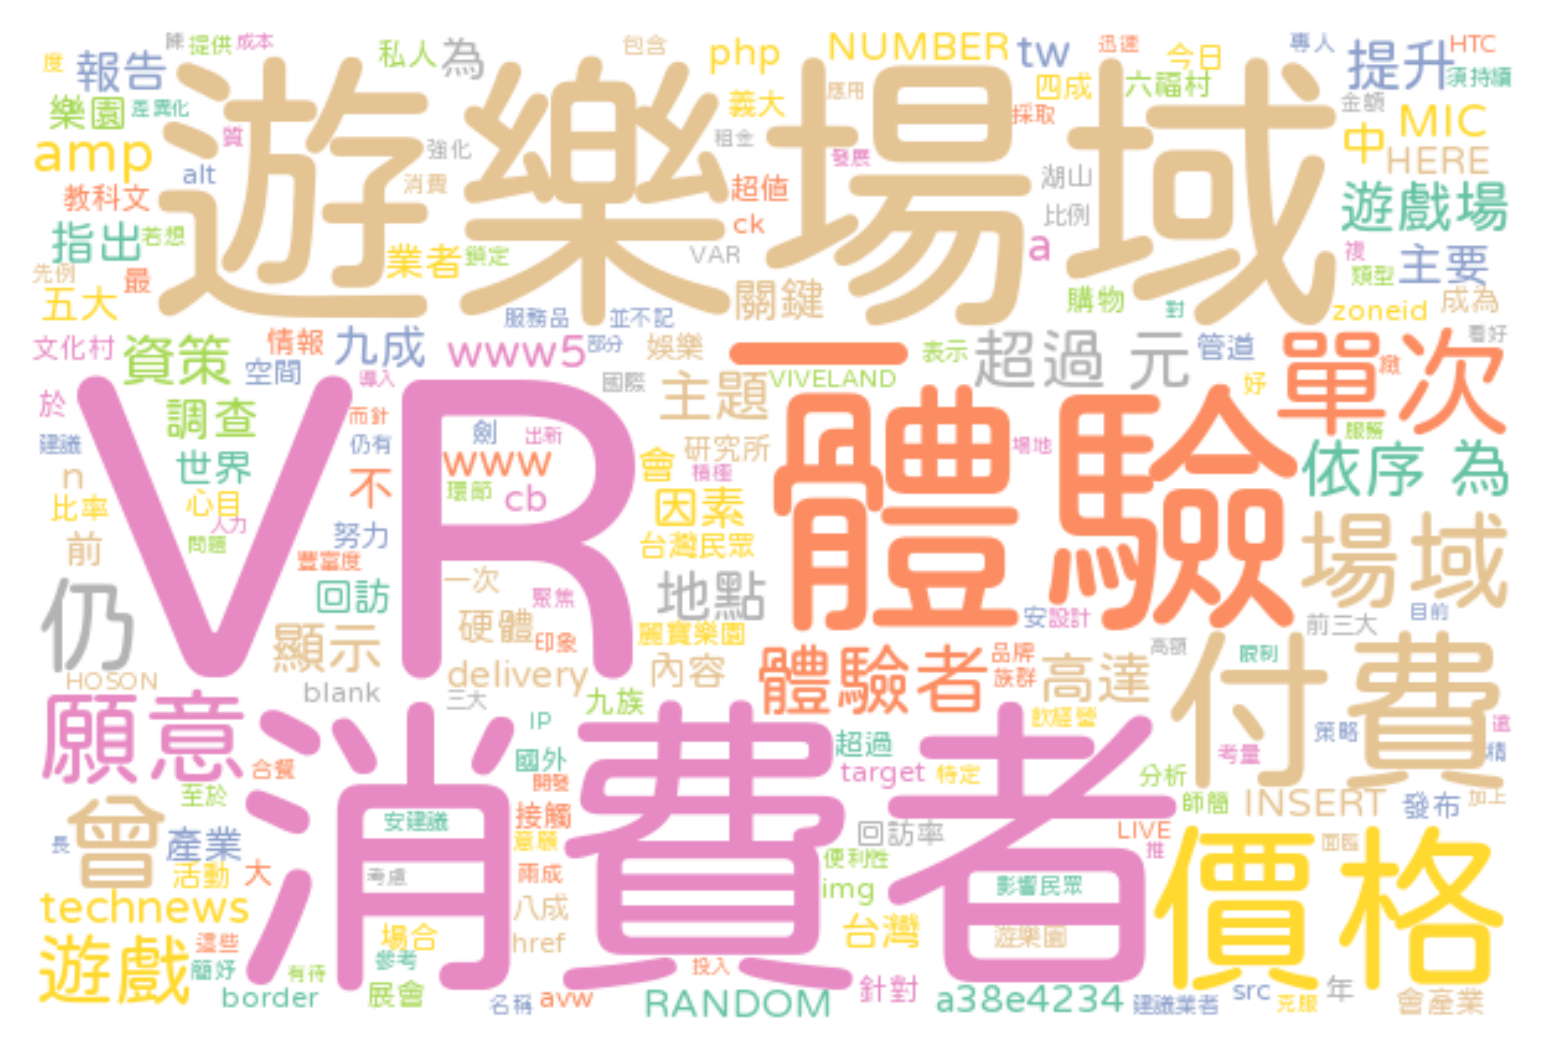 陳 提供 成本 私人 為 包含 php NUMBER tw 迅速 今日 專人 提升 HTC
度 報告 四成 六福村 須持續
樂園 差異化 遊樂場域 應用 義大 採取 金額 中 MIC
amp 質 強化 租金 發展 HERE
alt 消費 超值 湖山
教科文 ck 比例 遊戲場
指出 若想 業者 鎖定 VAR a 複 主要
先例 最 類型
五大 關鍵 購物 對 zoneid 成為
服務品 並不記
文化村 資策 情報 九成 www5 部分 娛樂 一 表示 超過 元 管道 單次 看好
空間 導入 國際 主題 VIVELAND 好
於 調查 而針 VR 體驗 服務
建議 世界 仍有 劍 出新 會 研究所 場地 依序 為
n 不 www 積極
比率 心目 環節 cb 因素
人力 努力 台灣民眾 場域
前 問題 豐富度
仍 回訪 一次 聚焦 地點 安 設計 前三大 目前
顯示 硬體 印象 麗寶樂園 高額 限制 付費
HOSON blank delivery 內容 體驗者 品牌 族群 高達
三大 九族
願意 IP 飲 經營 策略 還
合餐 國外 消費者 超過 考量 精
至於 開發 target 特定 分析
曾 安建議 接觸 師簡 INSERT 發布 加上
長 產業 意願 回訪率 LIVE 推 價格 面臨
活動 大 考慮 兩成 便利性
technews 八成 img 影響民眾
遊戲 這些 場合 href 台灣 遊樂園
簡妤 有待 參考 投入
border 展會 名稱 avw RANDOM 針對 a38e4234 建議業者 src 克服 年 會產業